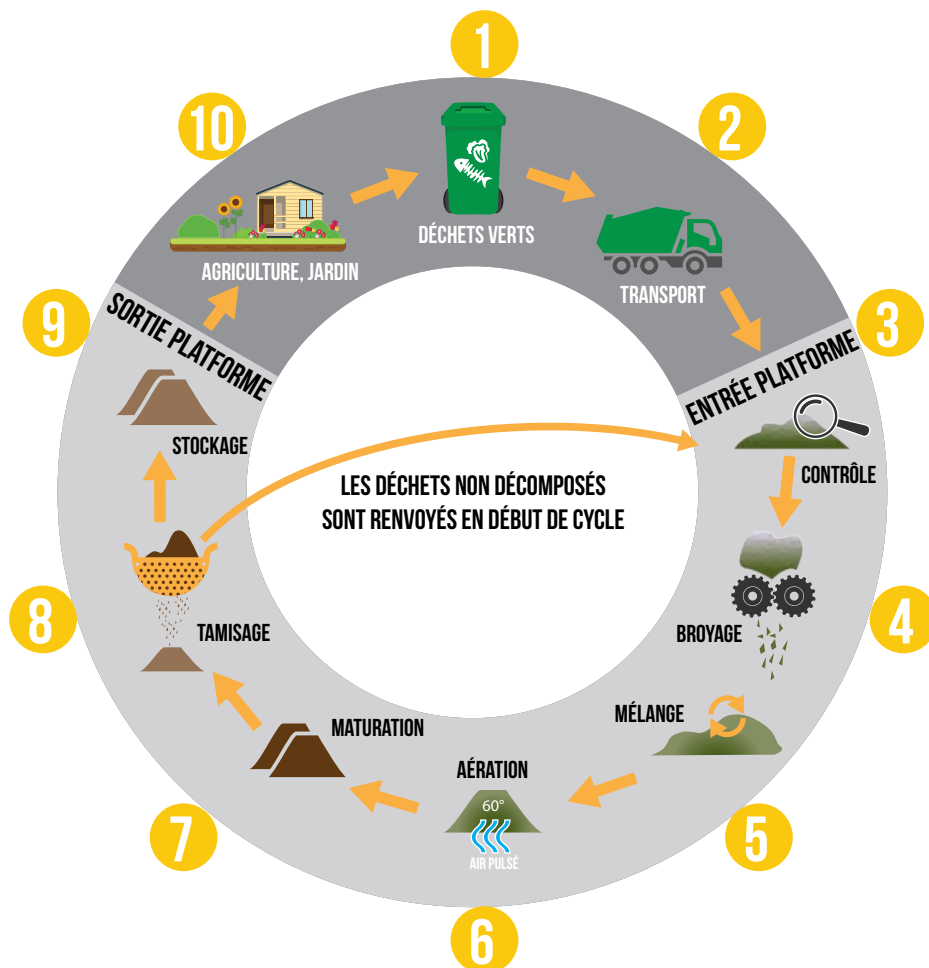 1
DÉCHETS VERTS
2
TRANSPORT
3
ENTRÉE PLATFORME
CONTRÔLE
4
BROYAGE
5
MÉLANGE
6
AÉRATION
60°
AIR PULSÉ
7
MATURATION
8
TAMISAGE
9
STOCKAGE
SORTIE PLATFORME
10
AGRICULTURE, JARDIN
LES DÉCHETS NON DÉCOMPOSÉS
SONT RENVOYÉS EN DÉBUT DE CYCLE